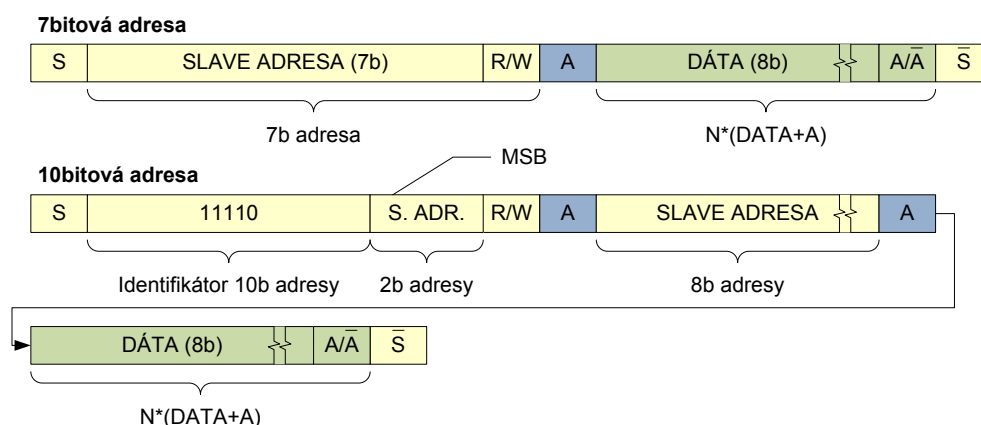 7bitová adresa
S SLAVE ADRESA (7b) R/W A DÁTA (8b) A/A̅ S̅
7b adresa N*(DATA+A)
MSB
10bitová adresa
S 11110 S. ADR. R/W A SLAVE ADRESA A
Identifikátor 10b adresy 2b adresy 8b adresy
DÁTA (8b) A/A̅ S̅
N*(DATA+A)